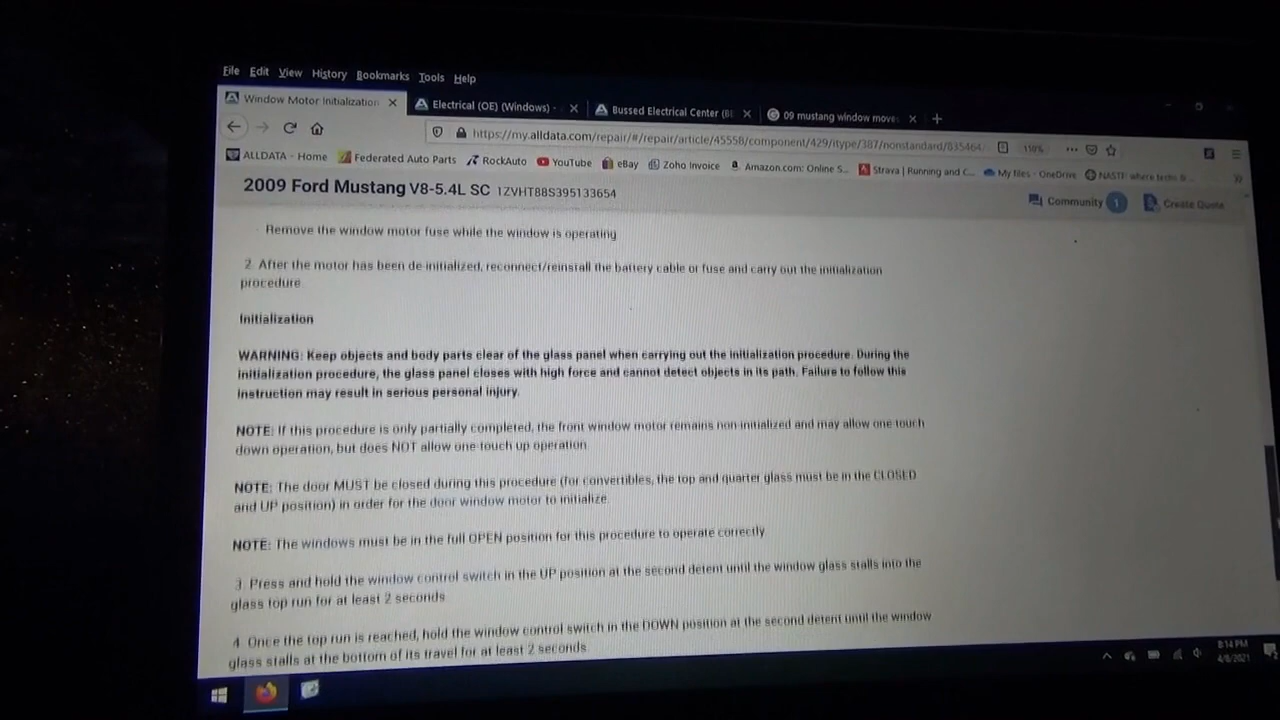 File Edit View History Bookmarks Tools Help
Window Motor Initialization × Electrical (OE) (Windows) - × Bussed Electrical Center (B × 09 mustang window move × +
https://my.alldata.com/repair/#/repair/article/45558/component/429/itype/387/nonstandard/835464 110%
ALLDATA - Home Federated Auto Parts RockAuto YouTube eBay Zoho Invoice Amazon.com: Online S... Strava | Running and C... My files - OneDrive NASTF: where techs &
2009 Ford Mustang V8-5.4L SC 1ZVHT88S395133654
Community 1 Create Quote
Remove the window motor fuse while the window is operating
2. After the motor has been de-initialized, reconnect/reinstall the battery cable or fuse and carry out the initialization
procedure.
Initialization
WARNING: Keep objects and body parts clear of the glass panel when carrying out the initialization procedure. During the
initialization procedure, the glass panel closes with high force and cannot detect objects in its path. Failure to follow this
instruction may result in serious personal injury.
NOTE: If this procedure is only partially completed, the front window motor remains non-initialized and may allow one touch
down operation, but does NOT allow one-touch up operation.
NOTE: The door MUST be closed during this procedure (for convertibles, the top and quarter glass must be in the CLOSED
and UP position) in order for the door window motor to initialize.
NOTE: The windows must be in the full OPEN position for this procedure to operate correctly.
3. Press and hold the window control switch in the UP position at the second detent until the window glass stalls into the
glass top run for at least 2 seconds.
4. Once the top run is reached, hold the window control switch in the DOWN position at the second detent until the window
glass stalls at the bottom of its travel for at least 2 seconds.
8:14 PM
4/8/2021